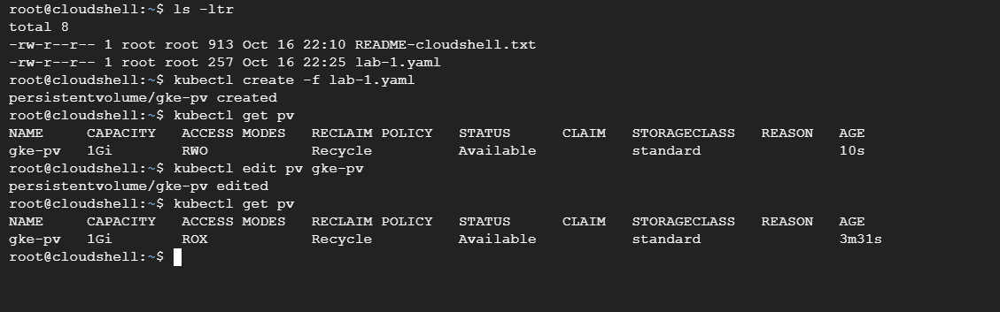 root@cloudshell:~$ ls -ltr
total 8
-rw-r--r-- 1 root root 913 Oct 16 22:10 README-cloudshell.txt
-rw-r--r-- 1 root root 257 Oct 16 22:25 lab-1.yaml
root@cloudshell:~$ kubectl create -f lab-1.yaml
persistentvolume/gke-pv created
root@cloudshell:~$ kubectl get pv
NAME     CAPACITY   ACCESS MODES   RECLAIM POLICY   STATUS      CLAIM   STORAGECLASS   REASON   AGE
gke-pv   1Gi        RWO            Recycle          Available           standard                10s
root@cloudshell:~$ kubectl edit pv gke-pv
persistentvolume/gke-pv edited
root@cloudshell:~$ kubectl get pv
NAME     CAPACITY   ACCESS MODES   RECLAIM POLICY   STATUS      CLAIM   STORAGECLASS   REASON   AGE
gke-pv   1Gi        ROX            Recycle          Available           standard                3m31s
root@cloudshell:~$